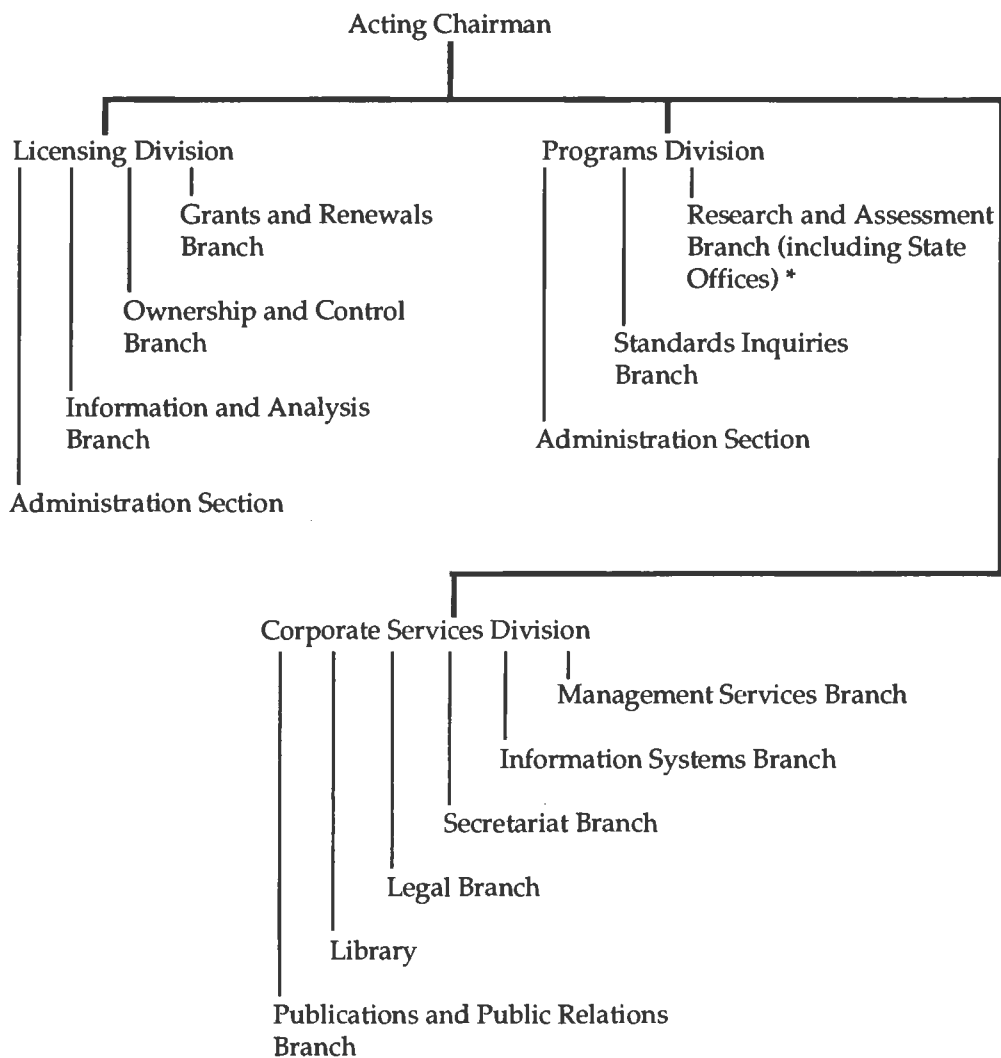 Acting Chairman
Licensing Division
Grants and Renewals
Branch
Ownership and Control
Branch
Information and Analysis
Branch
Administration Section
Programs Division
Research and Assessment
Branch (including State
Offices) *
Standards Inquiries
Branch
Administration Section
Corporate Services Division
Management Services Branch
Information Systems Branch
Secretariat Branch
Legal Branch
Library
Publications and Public Relations
Branch